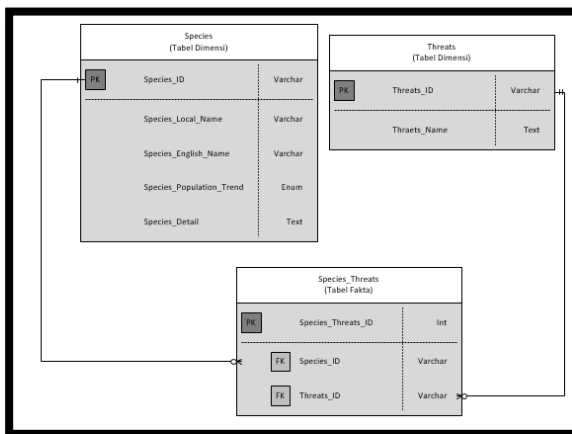 Species
(Tabel Dimensi)
PK Species_ID Varchar
Species_Local_Name Varchar
Species_English_Name Varchar
Species_Population_Trend Enum
Species_Detail Text
Threats
(Tabel Dimensi)
PK Threats_ID Varchar
Thraets_Name Text
Species_Threats
(Tabel Fakta)
PK Species_Threats_ID Int
FK Species_ID Varchar
FK Threats_ID Varchar